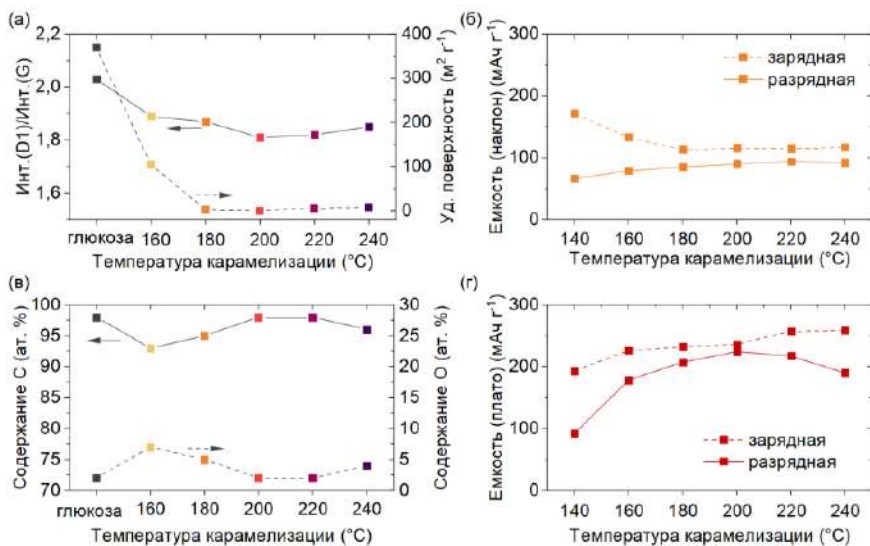 (а)
2,2
2,0
1,8
1,6
Инт.(D1)/Инт.(G)
400
300
200
100
0
Уд. поверхность (м² г⁻¹)
глюкоза 160 180 200 220 240
Температура карамелизации (°C)
(б)
300
200
100
0
Емкость (наклон) (мАч г⁻¹)
зарядная
разрядная
140 160 180 200 220 240
Температура карамелизации (°C)
(в)
100
95
90
85
80
75
70
Содержание C (ат. %)
30
25
20
15
10
5
0
Содержание O (ат. %)
глюкоза 160 180 200 220 240
Температура карамелизации (°C)
(г)
300
200
100
0
Емкость (плато) (мАч г⁻¹)
зарядная
разрядная
140 160 180 200 220 240
Температура карамелизации (°C)